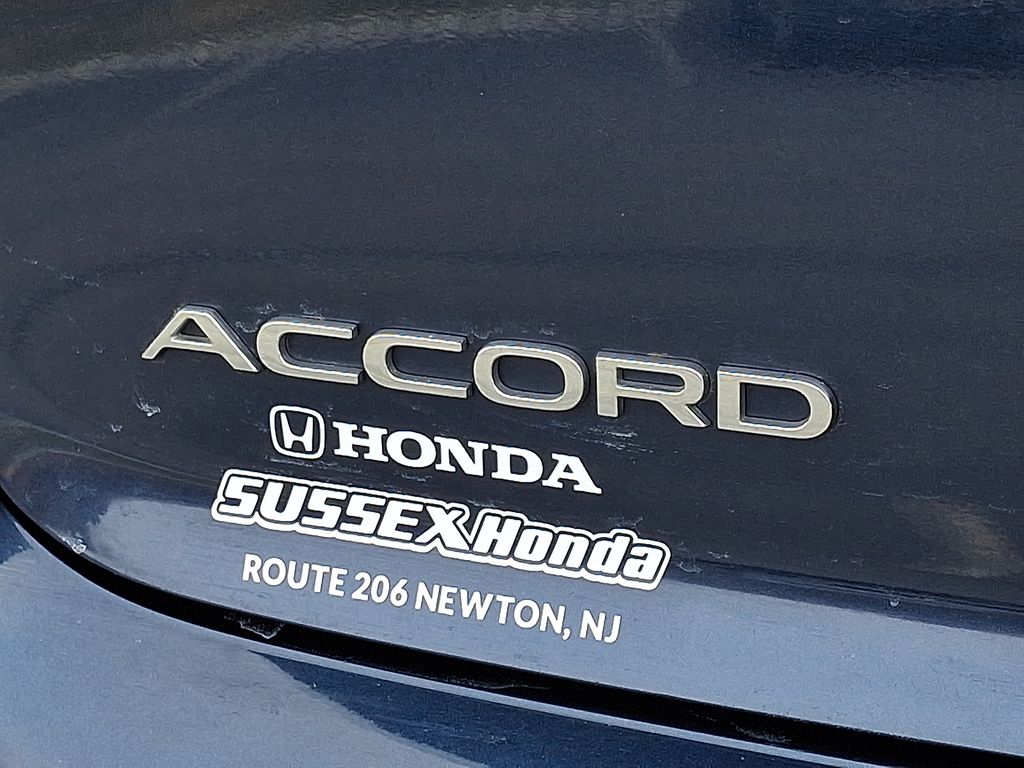 ACCORD
HONDA
SUSSEX Honda
ROUTE 206 NEWTON, NJ